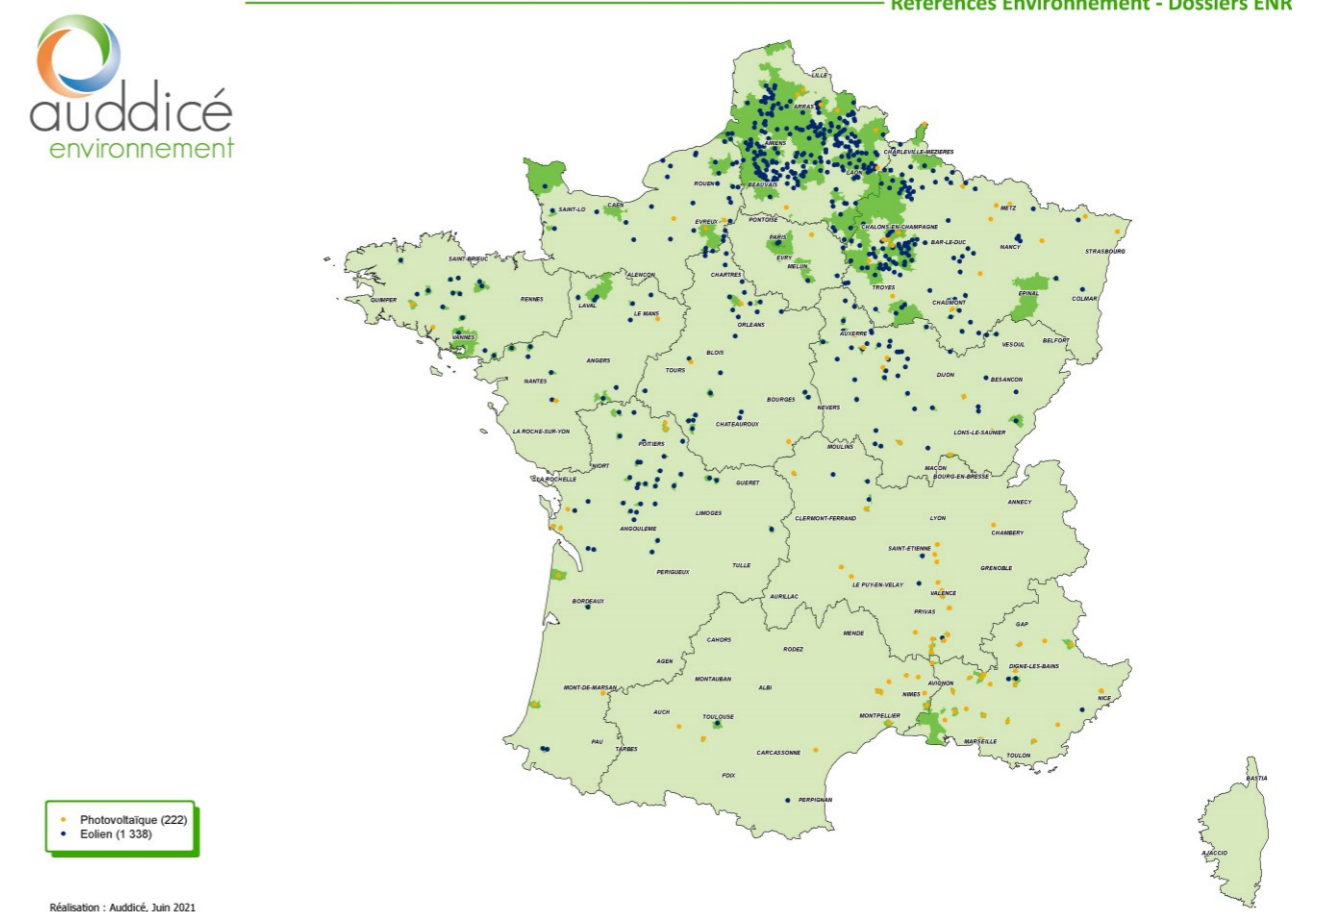 Références Environnement - Dossiers ENR
auddicé
environnement
LILLE
ARRAS
AMIENS
CHARLEVILLE-MEZIERES
LAON
ROUEN
BEAUVAIS
SAINT-LO
CAEN
METZ
EVREUX
PONTOISE
CHALONS-EN-CHAMPAGNE
PARIS
BAR-LE-DUC
NANCY
STRASBOURG
EVRY
MELUN
SAINT-BRIEUC
ALENCON
CHARTRES
TROYES
QUIMPER
RENNES
LAVAL
EPINAL
COLMAR
CHAUMONT
LE MANS
ORLEANS
VANNES
AUXERRE
VESOUL
BELFORT
BLOIS
ANGERS
TOURS
DIJON
BESANCON
NANTES
BOURGES
NEVERS
CHATEAUROUX
LA ROCHE-SUR-YON
LONS-LE-SAUNIER
POITIERS
MOULINS
NIORT
MACON
BOURG-EN-BRESSE
LA ROCHELLE
GUERET
ANNECY
LIMOGES
CLERMONT-FERRAND
LYON
ANGOULEME
CHAMBERY
SAINT-ETIENNE
TULLE
GRENOBLE
PERIGUEUX
LE PUY-EN-VELAY
AURILLAC
VALENCE
BORDEAUX
PRIVAS
GAP
MENDE
CAHORS
RODEZ
AGEN
DIGNE-LES-BAINS
MONTAUBAN
AVIGNON
MONT-DE-MARSAN
ALBI
NIMES
NICE
AUCH
TOULOUSE
MONTPELLIER
PAU
TARBES
MARSEILLE
CARCASSONNE
TOULON
FOIX
BASTIA
PERPIGNAN
AJACCIO
Photovoltaïque (222)
Eolien (1 338)
Réalisation : Auddicé, Juin 2021